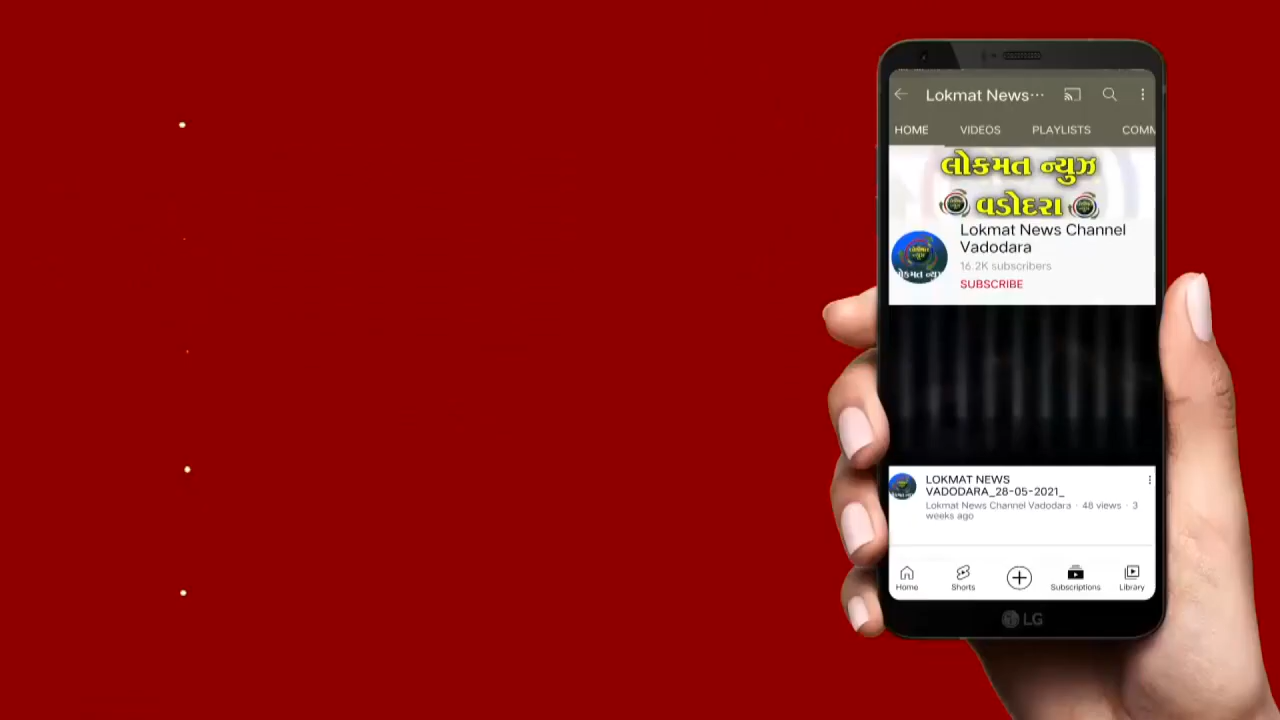 Lokmat News···
HOME VIDEOS PLAYLISTS COMM
લોકમત ન્યુઝ
વડોદરા
Lokmat News Channel
Vadodara
16.2K subscribers
SUBSCRIBE
LOKMAT NEWS
VADODARA_28-05-2021_
Lokmat News Channel Vadodara · 48 views · 3
weeks ago
Home Shorts Subscriptions Library
LG